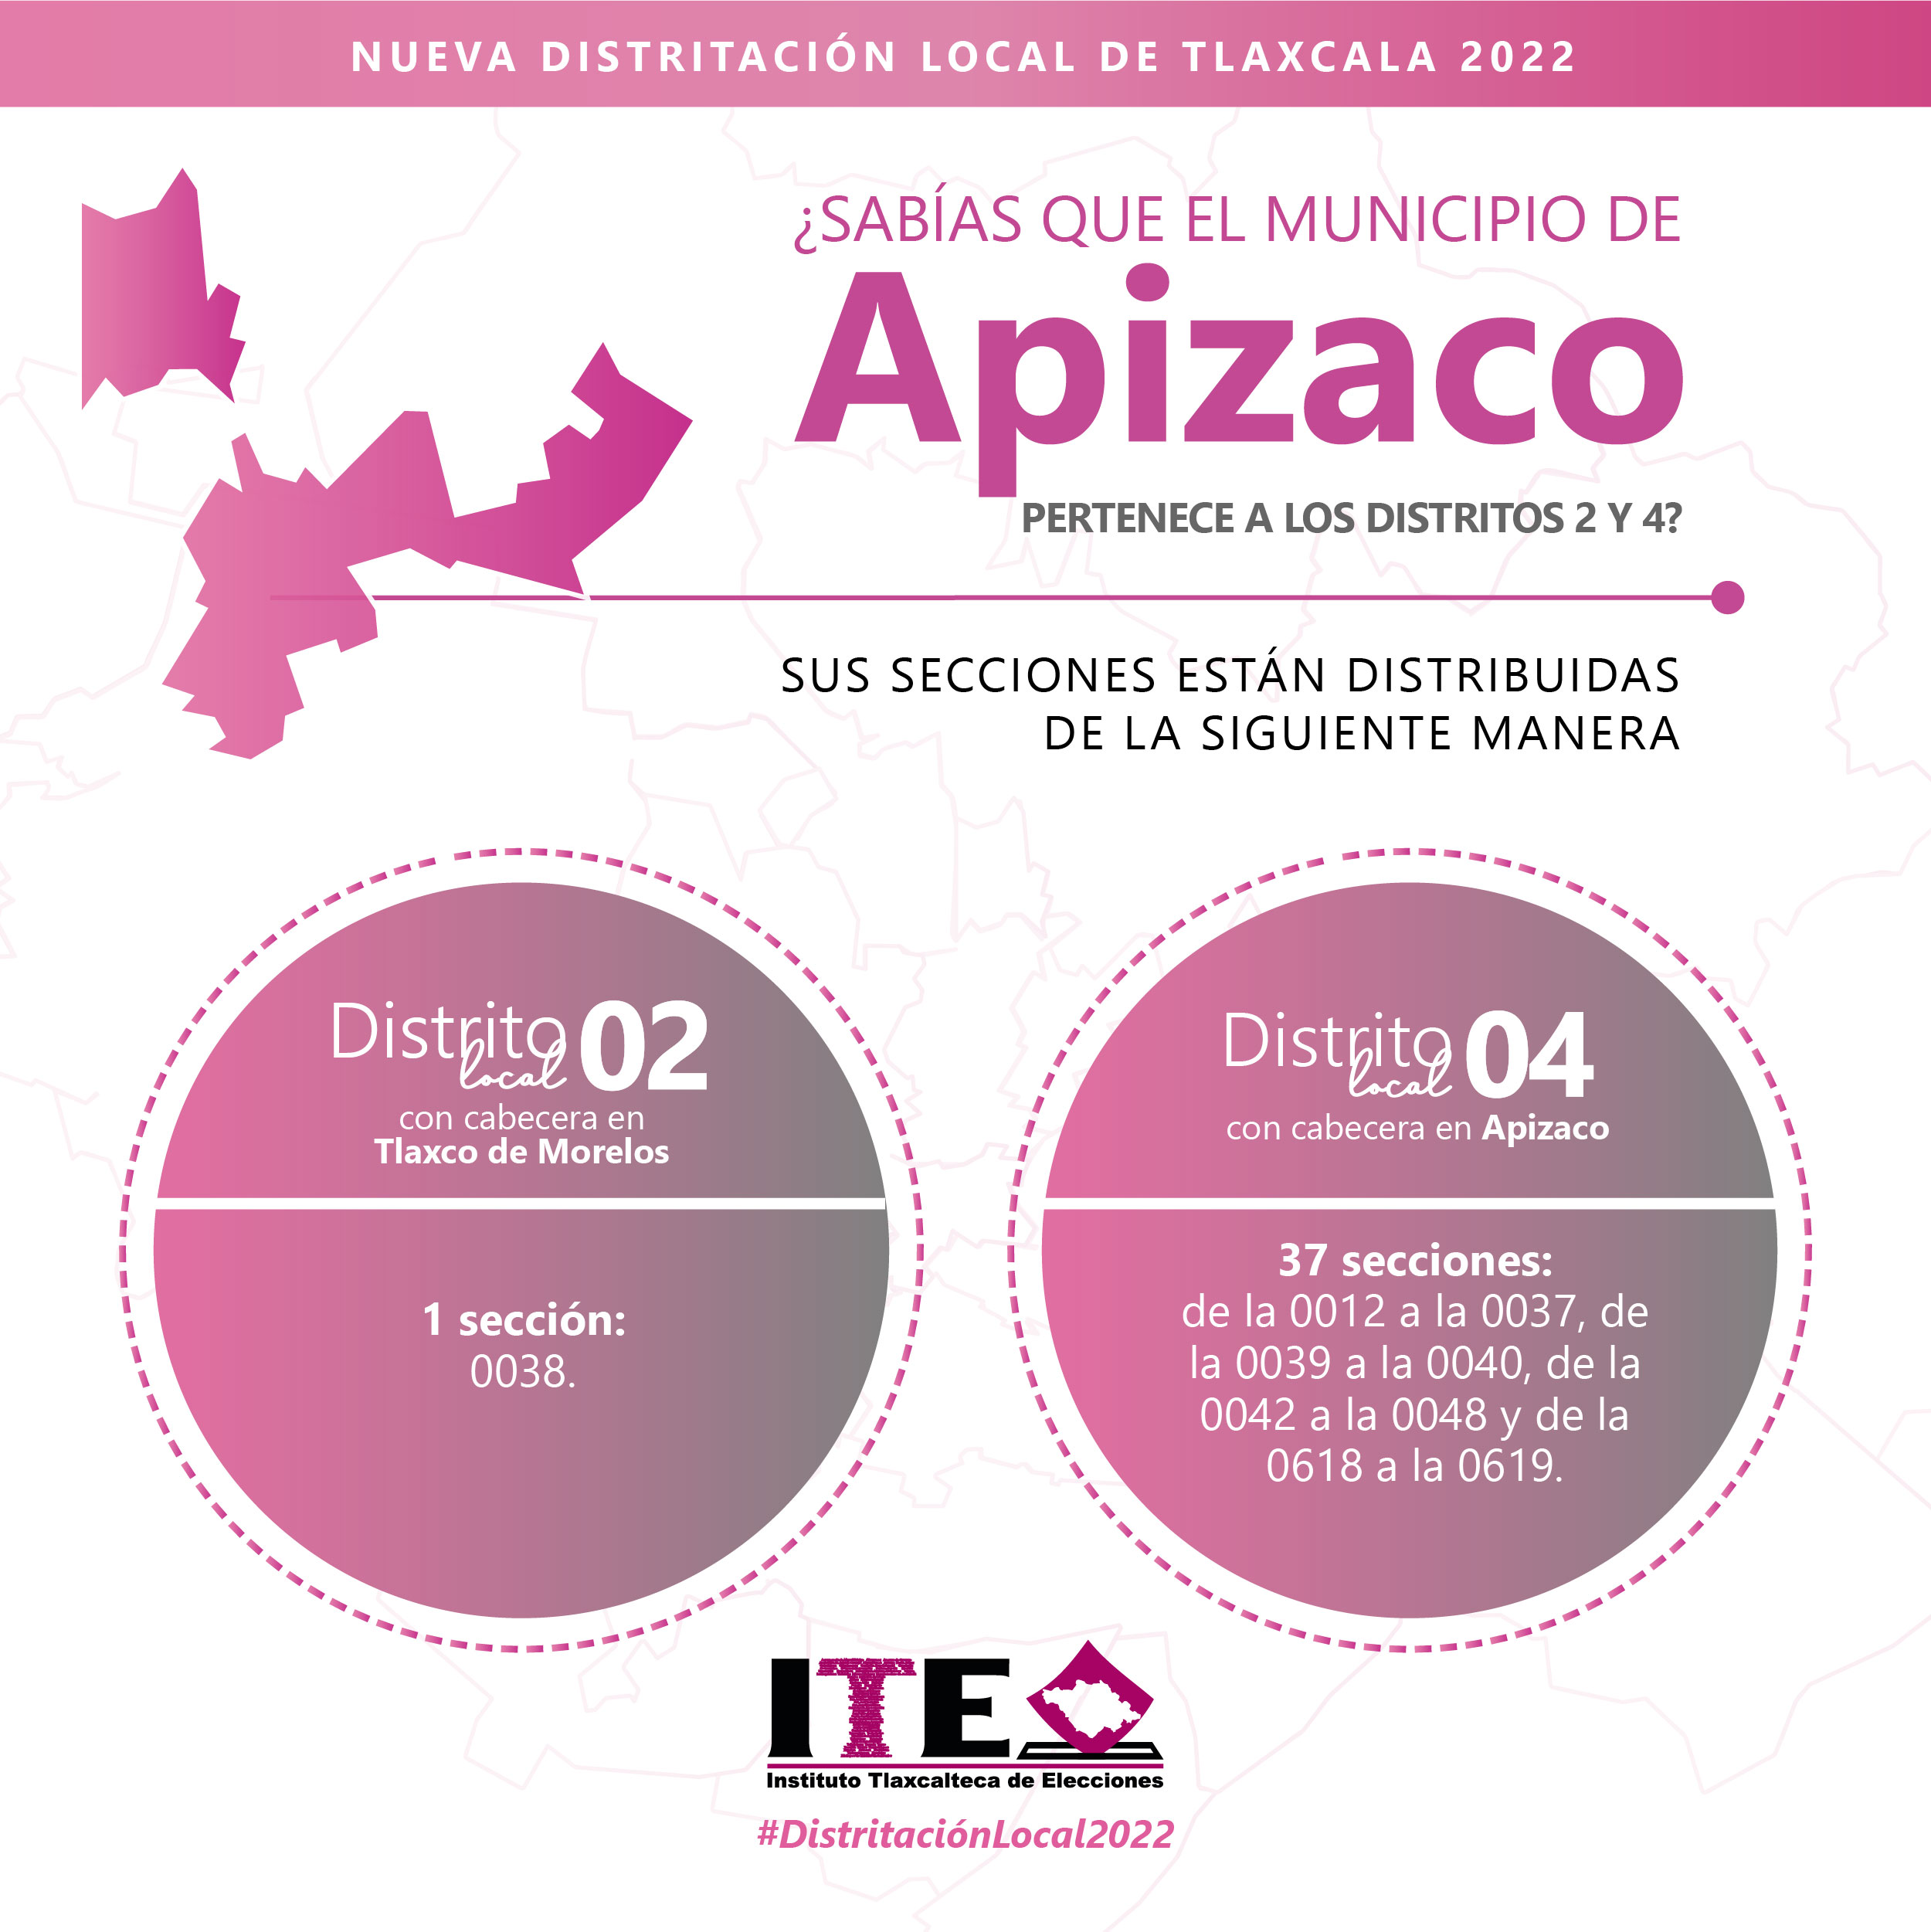 NUEVA DISTRITACIÓN LOCAL DE TLAXCALA 2022
¿SABÍAS QUE EL MUNICIPIO DE
Apizaco
PERTENECE A LOS DISTRITOS 2 Y 4?
SUS SECCIONES ESTÁN DISTRIBUIDAS
DE LA SIGUIENTE MANERA
Distrito local 02
con cabecera en
Tlaxco de Morelos
1 sección:
0038.
Distrito local 04
con cabecera en Apizaco
37 secciones:
de la 0012 a la 0037, de
la 0039 a la 0040, de la
0042 a la 0048 y de la
0618 a la 0619.
ITE
Instituto Tlaxcalteca de Elecciones
#DistritaciónLocal2022